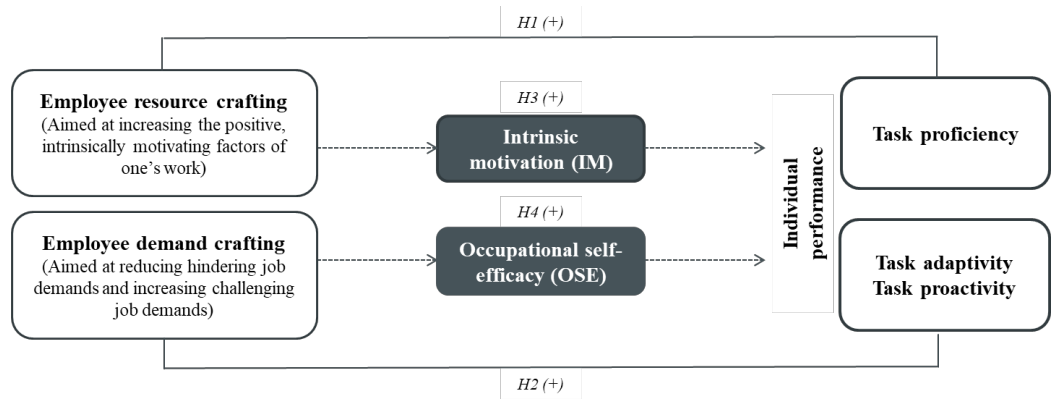 H1 (+)
Employee resource crafting
(Aimed at increasing the positive,
intrinsically motivating factors of
one's work)
H3 (+)
Intrinsic
motivation (IM)
Individual
performance
Task proficiency
Employee demand crafting
(Aimed at reducing hindering job
demands and increasing challenging
job demands)
H4 (+)
Occupational self-
efficacy (OSE)
Task adaptivity
Task proactivity
H2 (+)